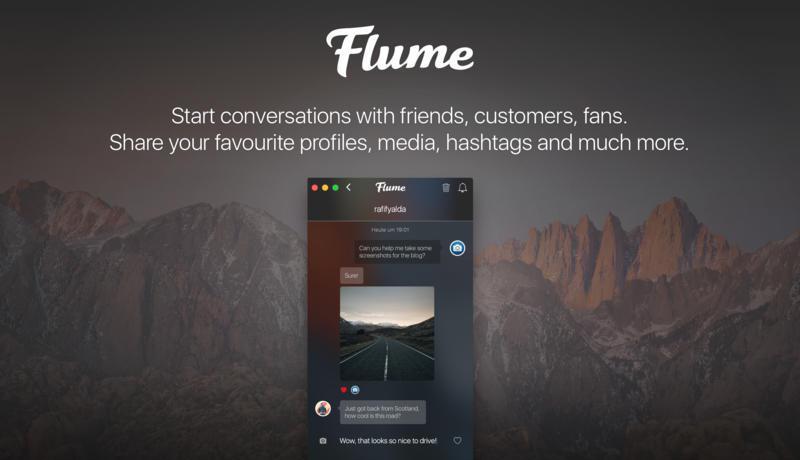 Flume
Start conversations with friends, customers, fans.
Share your favourite profiles, media, hashtags and much more.
Flume
rafifyalda
Heute um 19:01
Can you help me take some
screenshots for the blog?
Sure!
Just got back from Scotland,
how cool is this road?
Wow, that looks so nice to drive!